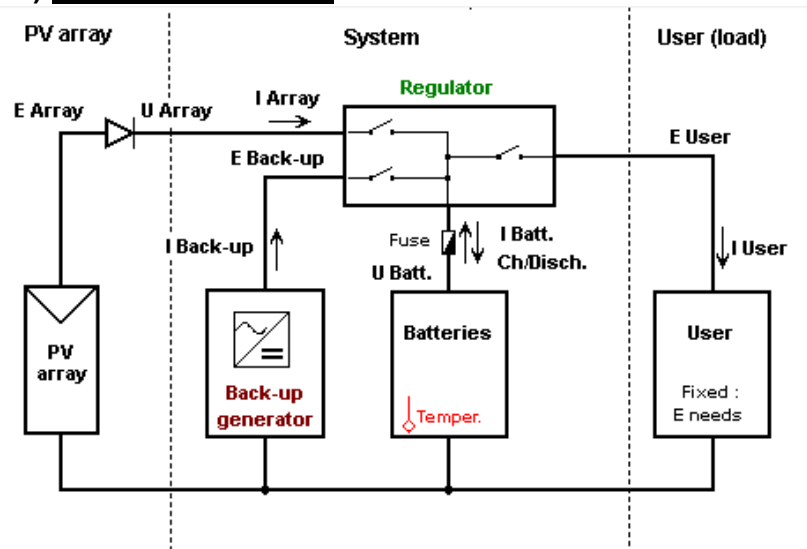 PV array
System
User (load)
Regulator
I Array
E Array
U Array
E Back-up
E User
I Back-up
Fuse
I Batt.
Ch/Disch.
U Batt.
I User
PV
array
Back-up
generator
Batteries
Temper.
User
Fixed :
E needs